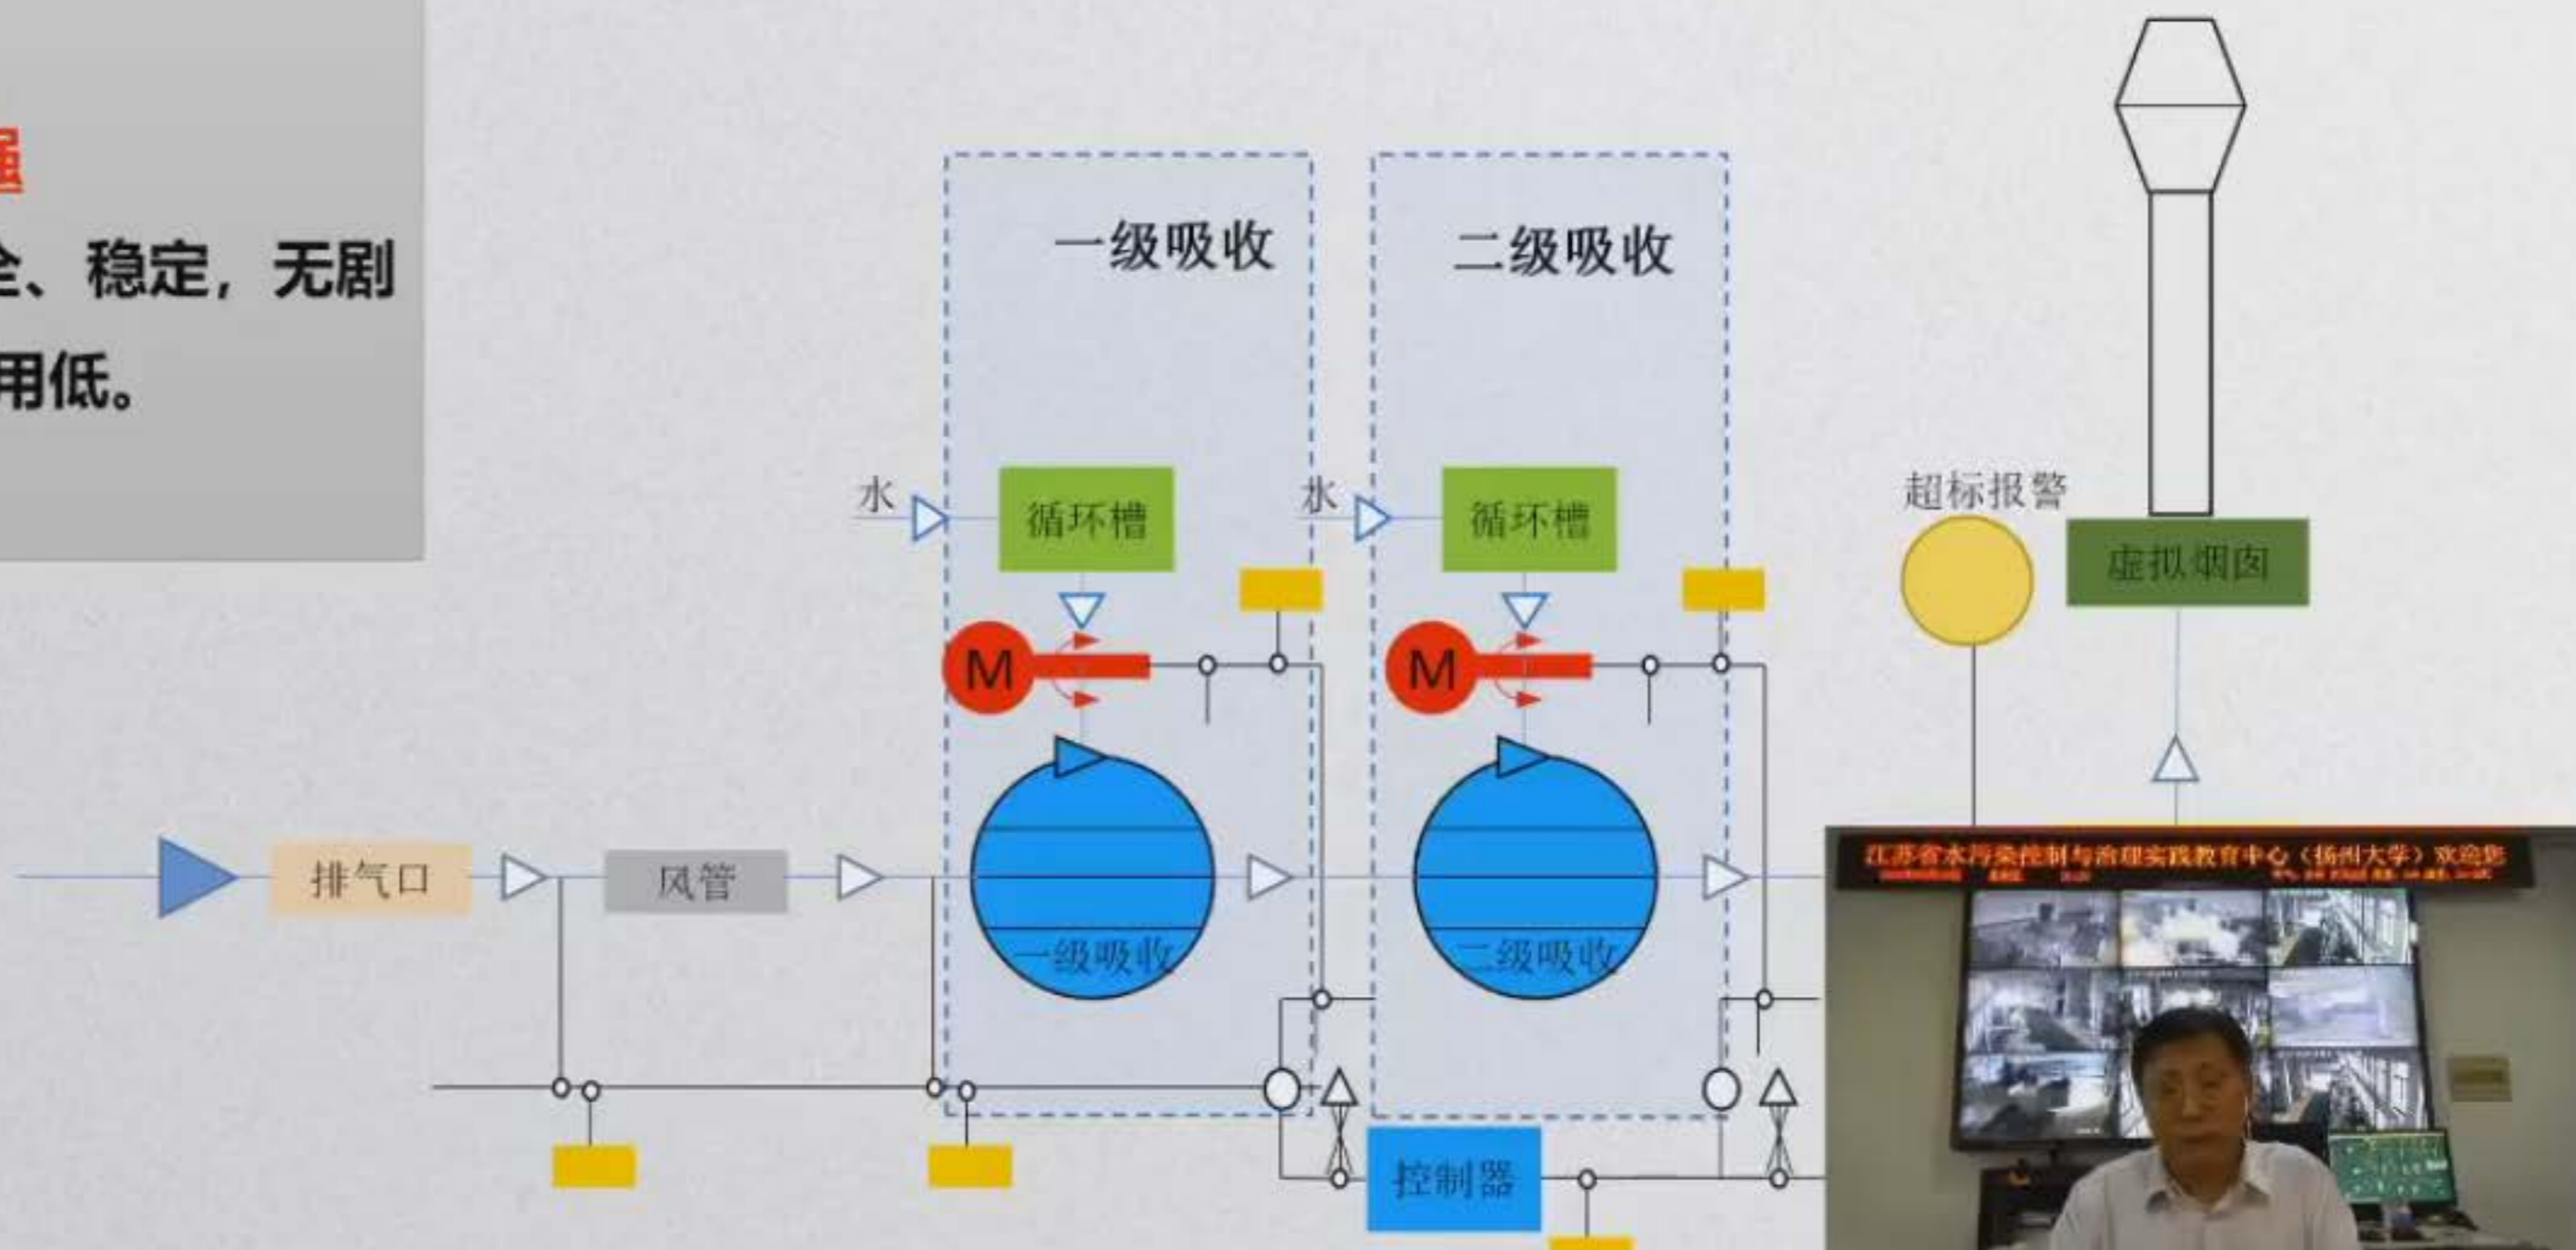 强
全、稳定，无剧
用低。
一级吸收
二级吸收
水
循环槽
水
循环槽
超标报警
虚拟烟囱
M
M
排气口
风管
一级吸收
二级吸收
控制器
江苏省水污染控制与治理实践教育中心（扬州大学）欢迎您